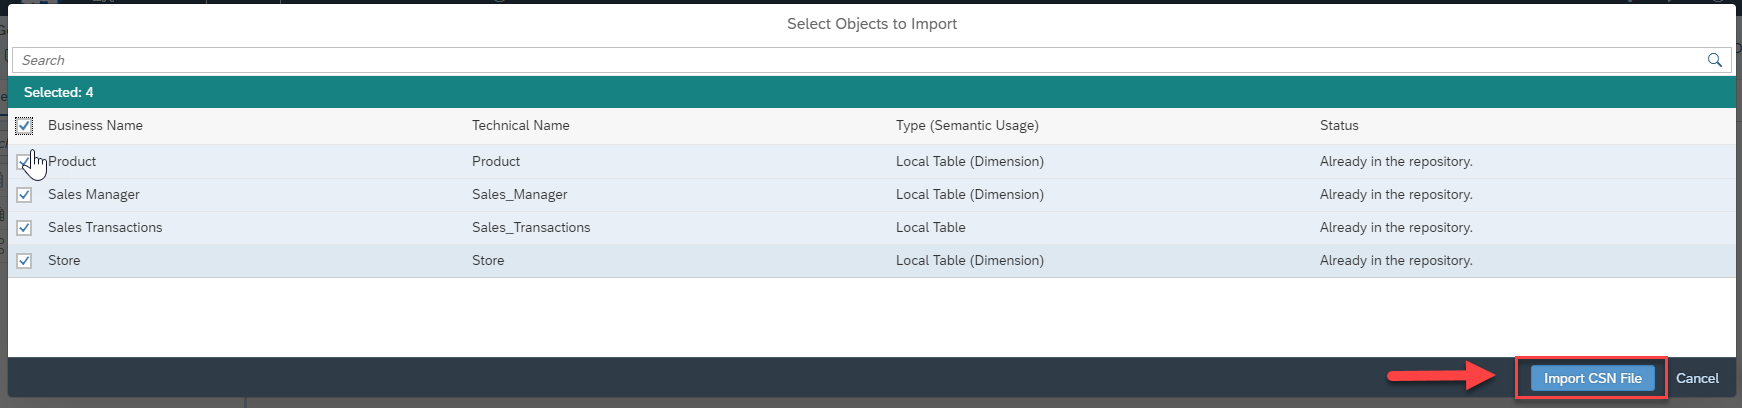 Select Objects to Import
Search
Selected: 4
Business Name Technical Name Type (Semantic Usage) Status
Product Product Local Table (Dimension) Already in the repository.
Sales Manager Sales_Manager Local Table (Dimension) Already in the repository.
Sales Transactions Sales_Transactions Local Table Already in the repository.
Store Store Local Table (Dimension) Already in the repository.
Import CSN File Cancel